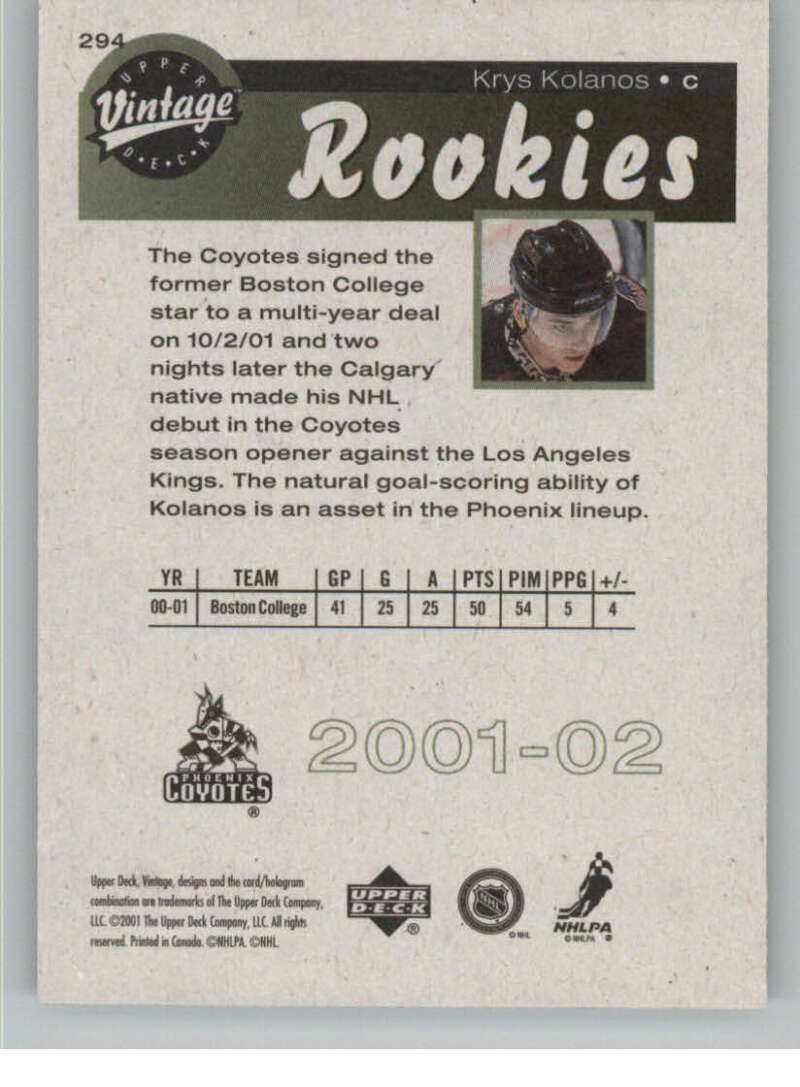 294
UPPER
Vintage™
D•E•C•K
Krys Kolanos • C
Rookies
The Coyotes signed the
former Boston College
star to a multi-year deal
on 10/2/01 and two
nights later the Calgary
native made his NHL
debut in the Coyotes
season opener against the Los Angeles
Kings. The natural goal-scoring ability of
Kolanos is an asset in the Phoenix lineup.
YR TEAM GP G A PTS PIM PPG +/-
00-01 Boston College 41 25 25 50 54 5 4
PHOENIX
COYOTES
®
2001-02
Upper Deck, Vintage, designs and the card/hologram
combination are trademarks of The Upper Deck Company,
LLC. ©2001 The Upper Deck Company, LLC. All rights
reserved. Printed in Canada. ©NHLPA. ©NHL.
UPPER
D•E•C•K
®
NHL
© NHL
NHLPA
© NHLPA ®